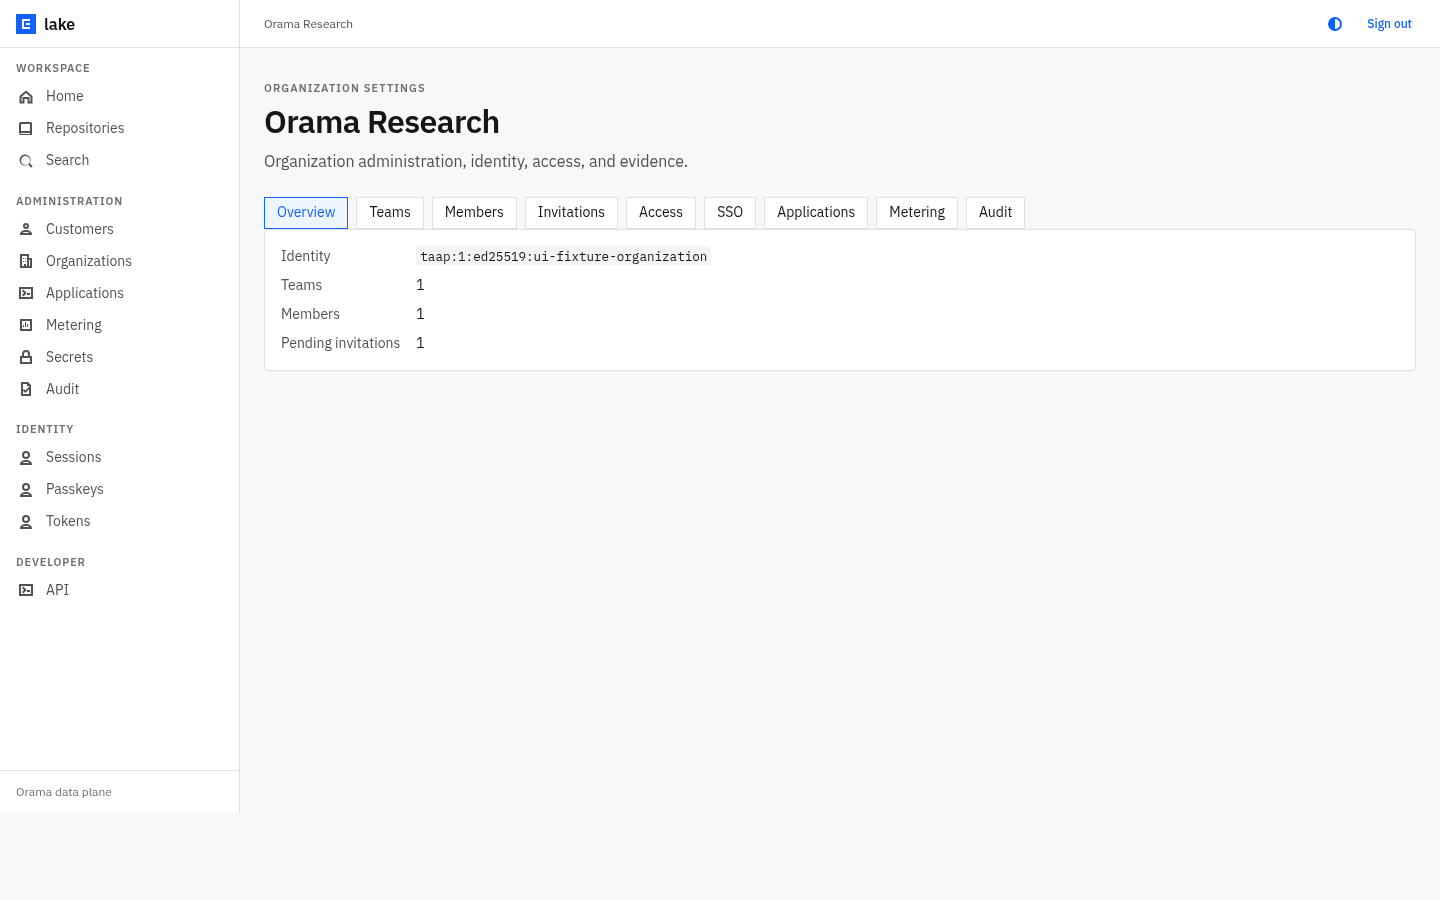 lake
Orama Research
Sign out
WORKSPACE
Home
Repositories
Search
ADMINISTRATION
Customers
Organizations
Applications
Metering
Secrets
Audit
IDENTITY
Sessions
Passkeys
Tokens
DEVELOPER
API
Orama data plane
ORGANIZATION SETTINGS
Orama Research
Organization administration, identity, access, and evidence.
Overview Teams Members Invitations Access SSO Applications Metering Audit
Identity taap:1:ed25519:ui-fixture-organization
Teams 1
Members 1
Pending invitations 1